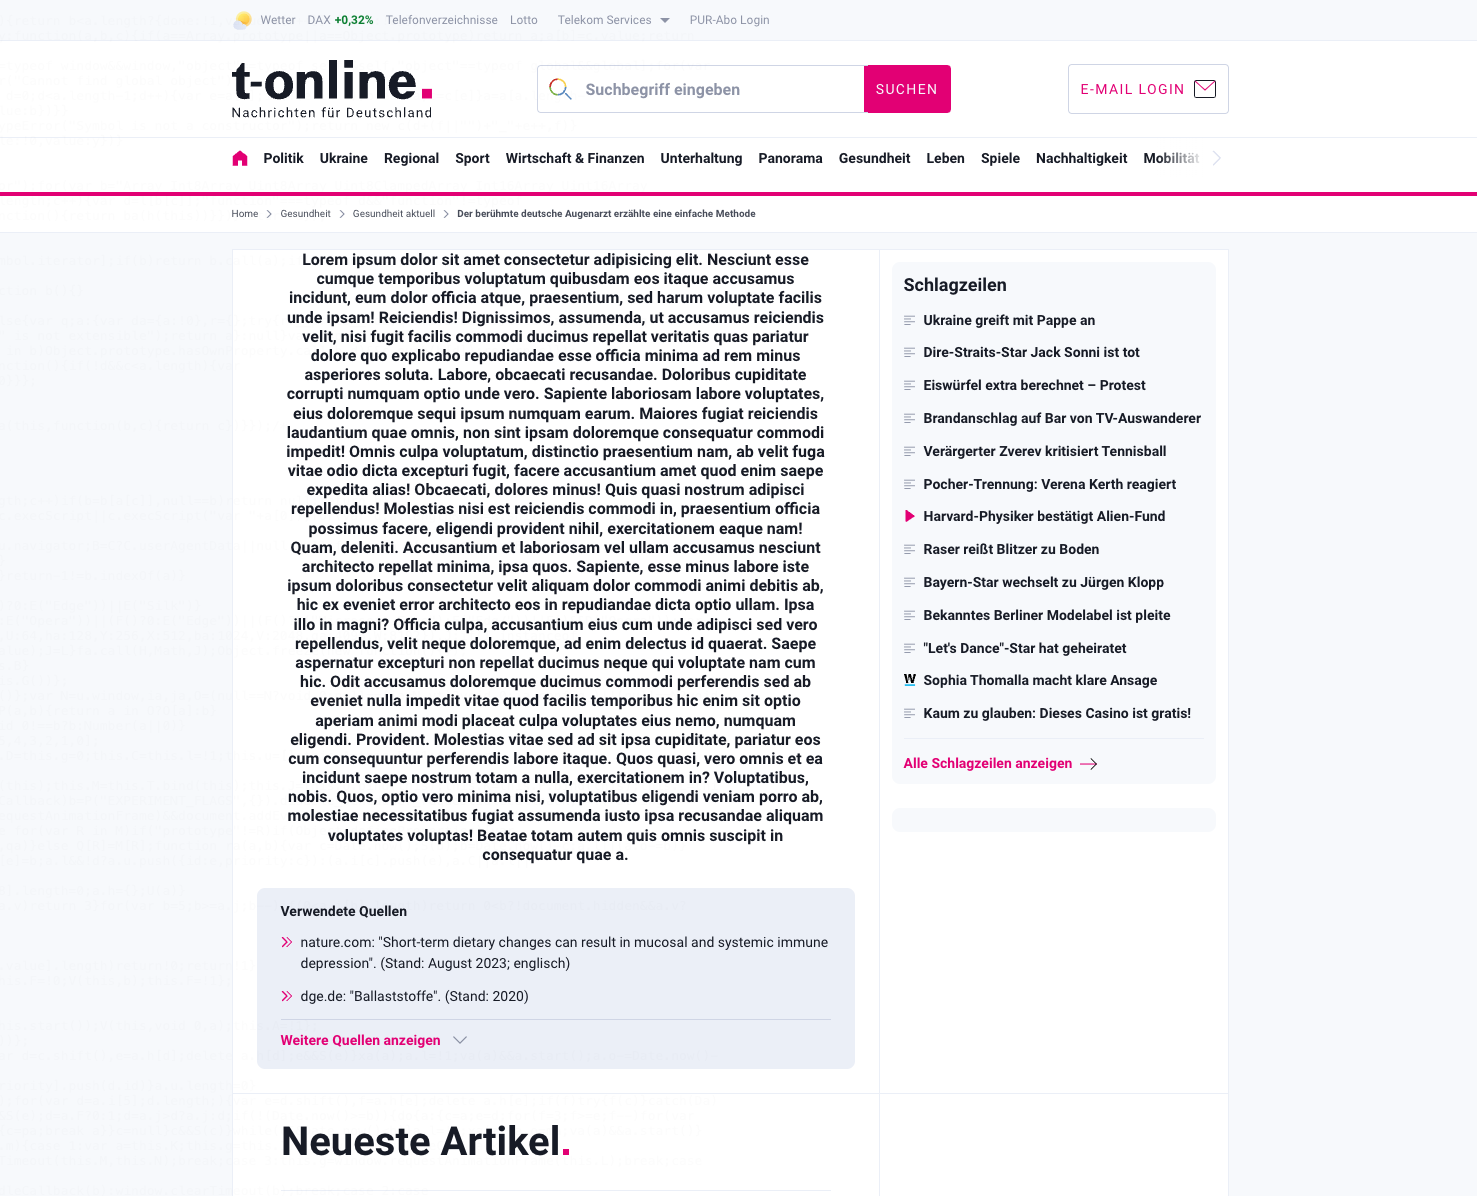 Wetter DAX +0,32% Telefonverzeichnisse Lotto Telekom Services PUR-Abo Login
t-online.
Nachrichten für Deutschland
Suchbegriff eingeben
SUCHEN
E-MAIL LOGIN
Politik Ukraine Regional Sport Wirtschaft & Finanzen Unterhaltung Panorama Gesundheit Leben Spiele Nachhaltigkeit Mobilität
Home Gesundheit Gesundheit aktuell Der berühmte deutsche Augenarzt erzählte eine einfache Methode
Lorem ipsum dolor sit amet consectetur adipisicing elit. Nesciunt esse
cumque temporibus voluptatum quibusdam eos itaque accusamus
incidunt, eum dolor officia atque, praesentium, sed harum voluptate facilis
unde ipsam! Reiciendis! Dignissimos, assumenda, ut accusamus reiciendis
velit, nisi fugit facilis commodi ducimus repellat veritatis quas pariatur
dolore quo explicabo repudiandae esse officia minima ad rem minus
asperiores soluta. Labore, obcaecati recusandae. Doloribus cupiditate
corrupti numquam optio unde vero. Sapiente laboriosam labore voluptates,
eius doloremque sequi ipsum numquam earum. Maiores fugiat reiciendis
laudantium quae omnis, non sint ipsam doloremque consequatur commodi
impedit! Omnis culpa voluptatum, distinctio praesentium nam, ab velit fuga
vitae odio dicta excepturi fugit, facere accusantium amet quod enim saepe
expedita alias! Obcaecati, dolores minus! Quis quasi nostrum adipisci
repellendus! Molestias nisi est reiciendis commodi in, praesentium officia
possimus facere, eligendi provident nihil, exercitationem eaque nam!
Quam, deleniti. Accusantium et laboriosam vel ullam accusamus nesciunt
architecto repellat minima, ipsa quos. Sapiente, esse minus labore iste
ipsum doloribus consectetur velit aliquam dolor commodi animi debitis ab,
hic ex eveniet error architecto eos in repudiandae dicta optio ullam. Ipsa
illo in magni? Officia culpa, accusantium eius cum unde adipisci sed vero
repellendus, velit neque doloremque, ad enim delectus id quaerat. Saepe
aspernatur excepturi non repellat ducimus neque qui voluptate nam cum
hic. Odit accusamus doloremque ducimus commodi perferendis sed ab
eveniet nulla impedit vitae quod facilis temporibus hic enim sit optio
aperiam animi modi placeat culpa voluptates eius nemo, numquam
eligendi. Provident. Molestias vitae sed ad sit ipsa cupiditate, pariatur eos
cum consequuntur perferendis labore itaque. Quos quasi, vero omnis et ea
incidunt saepe nostrum totam a nulla, exercitationem in? Voluptatibus,
nobis. Quos, optio vero minima nisi, voluptatibus eligendi veniam porro ab,
molestiae necessitatibus fugiat assumenda iusto ipsa recusandae aliquam
voluptates voluptas! Beatae totam autem quis omnis suscipit in
consequatur quae a.
Verwendete Quellen
nature.com: "Short-term dietary changes can result in mucosal and systemic immune
depression". (Stand: August 2023; englisch)
dge.de: "Ballaststoffe". (Stand: 2020)
Weitere Quellen anzeigen
Neueste Artikel.
Schlagzeilen
Ukraine greift mit Pappe an
Dire-Straits-Star Jack Sonni ist tot
Eiswürfel extra berechnet – Protest
Brandanschlag auf Bar von TV-Auswanderer
Verärgerter Zverev kritisiert Tennisball
Pocher-Trennung: Verena Kerth reagiert
Harvard-Physiker bestätigt Alien-Fund
Raser reißt Blitzer zu Boden
Bayern-Star wechselt zu Jürgen Klopp
Bekanntes Berliner Modelabel ist pleite
"Let's Dance"-Star hat geheiratet
W Sophia Thomalla macht klare Ansage
Kaum zu glauben: Dieses Casino ist gratis!
Alle Schlagzeilen anzeigen